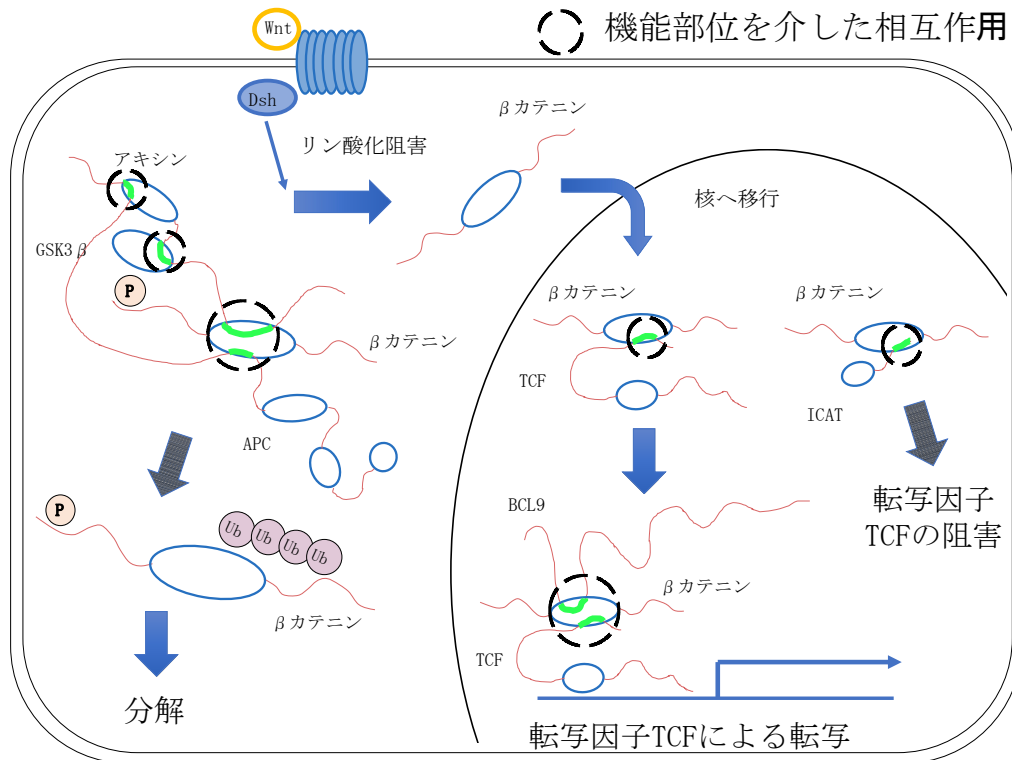 Wnt
機能部位を介した相互作用
Dsh
リン酸化阻害
βカテニン
アキシン
GSK3β
P
βカテニン
APC
P
Ub Ub Ub Ub
βカテニン
分解
核へ移行
βカテニン
TCF
βカテニン
ICAT
転写因子
TCFの阻害
BCL9
βカテニン
TCF
転写因子TCFによる転写